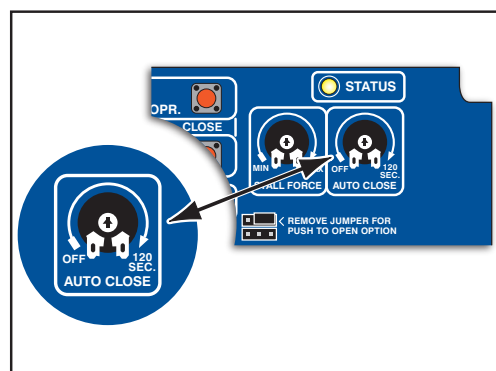 STATUS
OPR.
CLOSE
MIN
STALL FORCE
OFF
120
SEC.
AUTO CLOSE
REMOVE JUMPER FOR
PUSH TO OPEN OPTION
OFF
120
SEC.
AUTO CLOSE